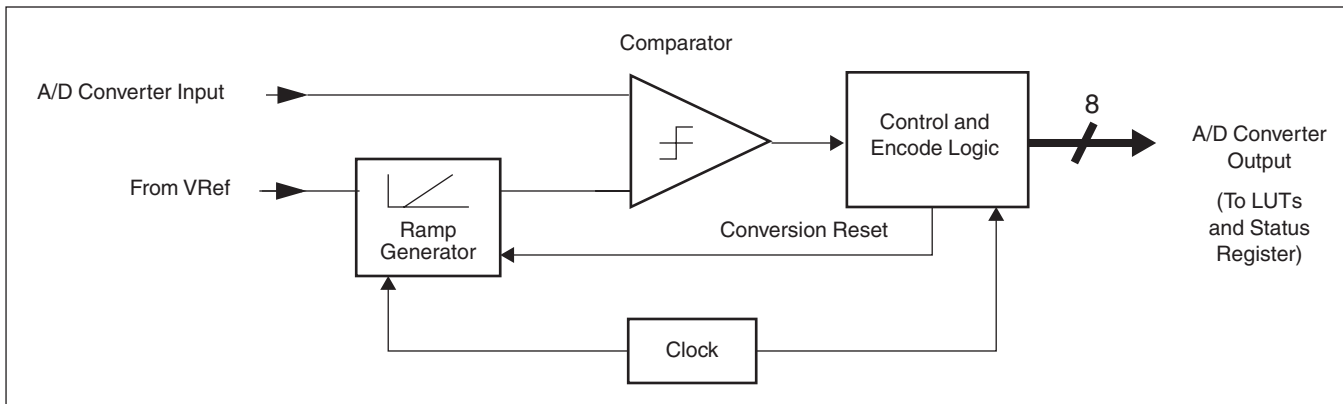 Comparator
A/D Converter Input
From VRef
Ramp
Generator
Control and
Encode Logic
8
A/D Converter
Output
(To LUTs
and Status
Register)
Conversion Reset
Clock